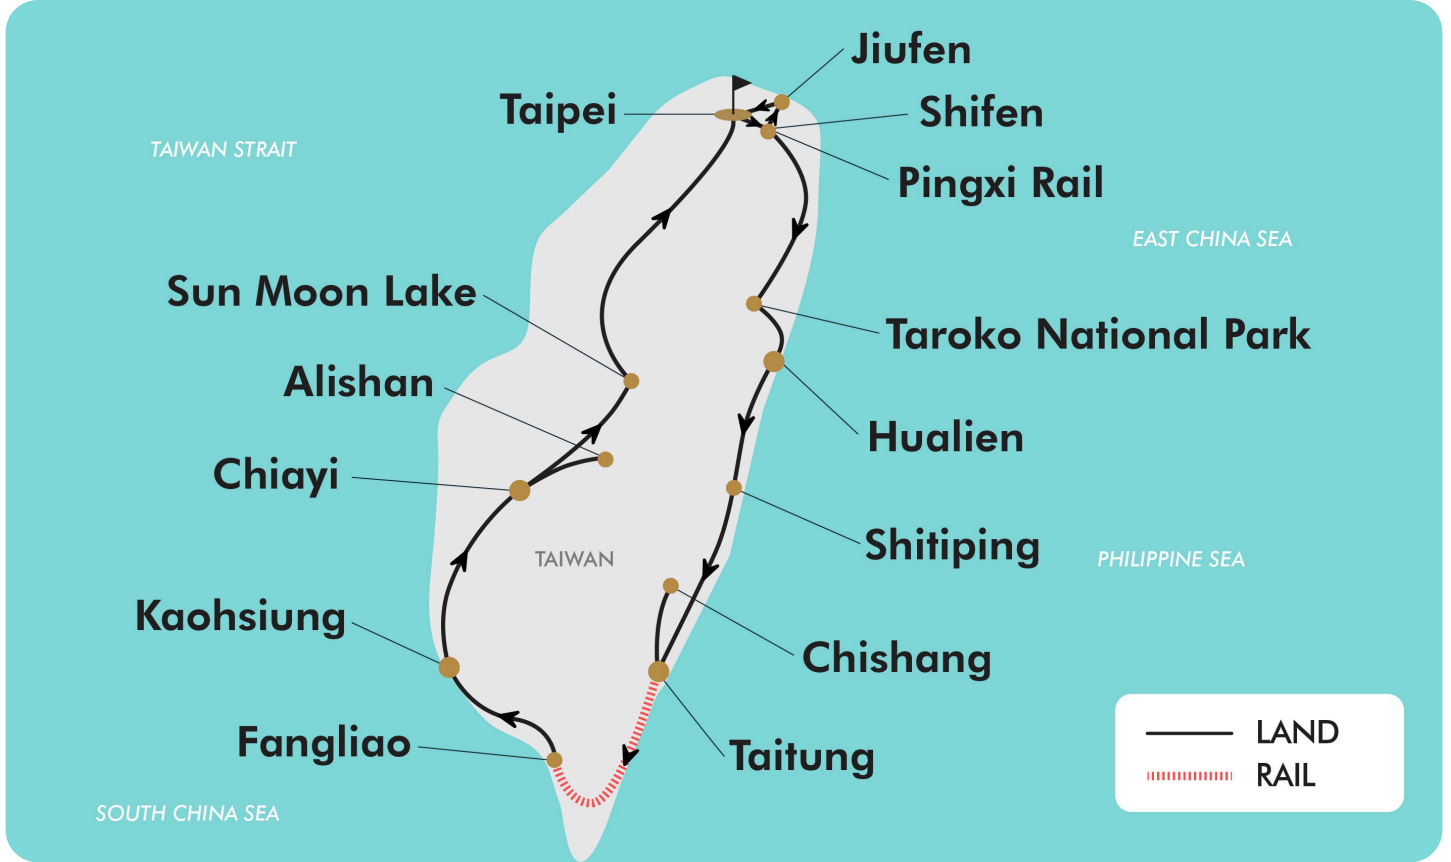 Jiufen
Taipei
Shifen
TAIWAN STRAIT
Pingxi Rail
EAST CHINA SEA
Sun Moon Lake
Taroko National Park
Alishan
Hualien
Chiayi
Shitiping
TAIWAN
PHILIPPINE SEA
Kaohsiung
Chishang
Fangliao
Taitung
LAND
RAIL
SOUTH CHINA SEA